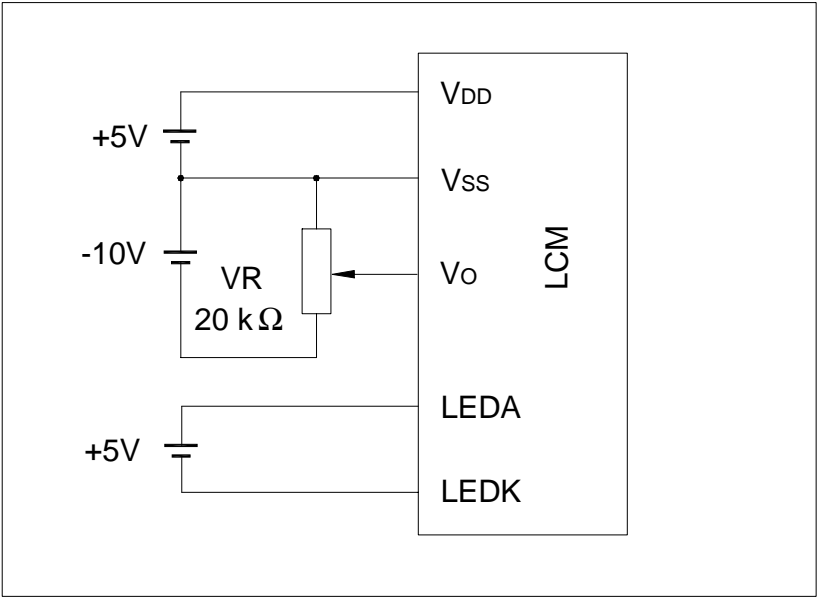 VDD
+5V
VSS
-10V
VR
20 kΩ
VO
LCM
LEDA
+5V
LEDK